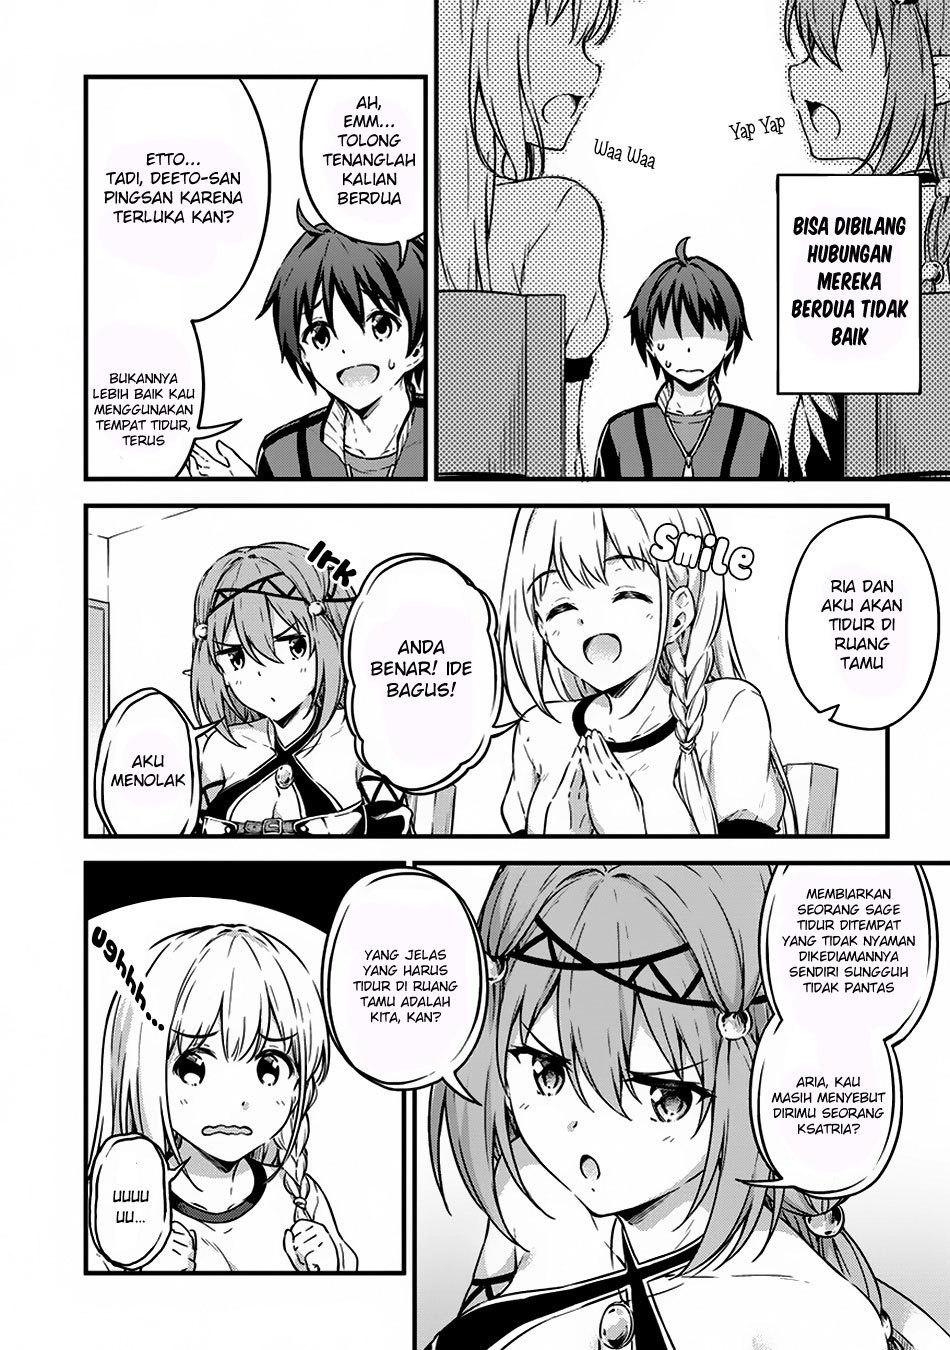 Waa Waa
Yap Yap
BISA DIBILANG
HUBUNGAN
MEREKA
BERDUA TIDAK
BAIK
AH,
EMM...
TOLONG
TENANGLAH
KALIAN
BERDUA
ETTO...
TADI, DEETO-SAN
PINGSAN KARENA
TERLUKA KAN?
BUKANNYA
LEBIH BAIK KAU
MENGGUNAKAN
TEMPAT TIDUR,
TERUS
RIA DAN
AKU AKAN
TIDUR DI
RUANG
TAMU
Smile
ANDA
BENAR! IDE
BAGUS!
Irk
AKU
MENOLAK
MEMBIARKAN
SEORANG SAGE
TIDUR DITEMPAT
YANG TIDAK NYAMAN
DIKEDIAMANNYA
SENDIRI SUNGGUH
TIDAK PANTAS
ARIA, KAU
MASIH MENYEBUT
DIRIMU SEORANG
KSATRIA?
YANG JELAS
YANG HARUS
TIDUR DI RUANG
TAMU ADALAH
KITA, KAN?
Ughhh...
UUUU
UU...